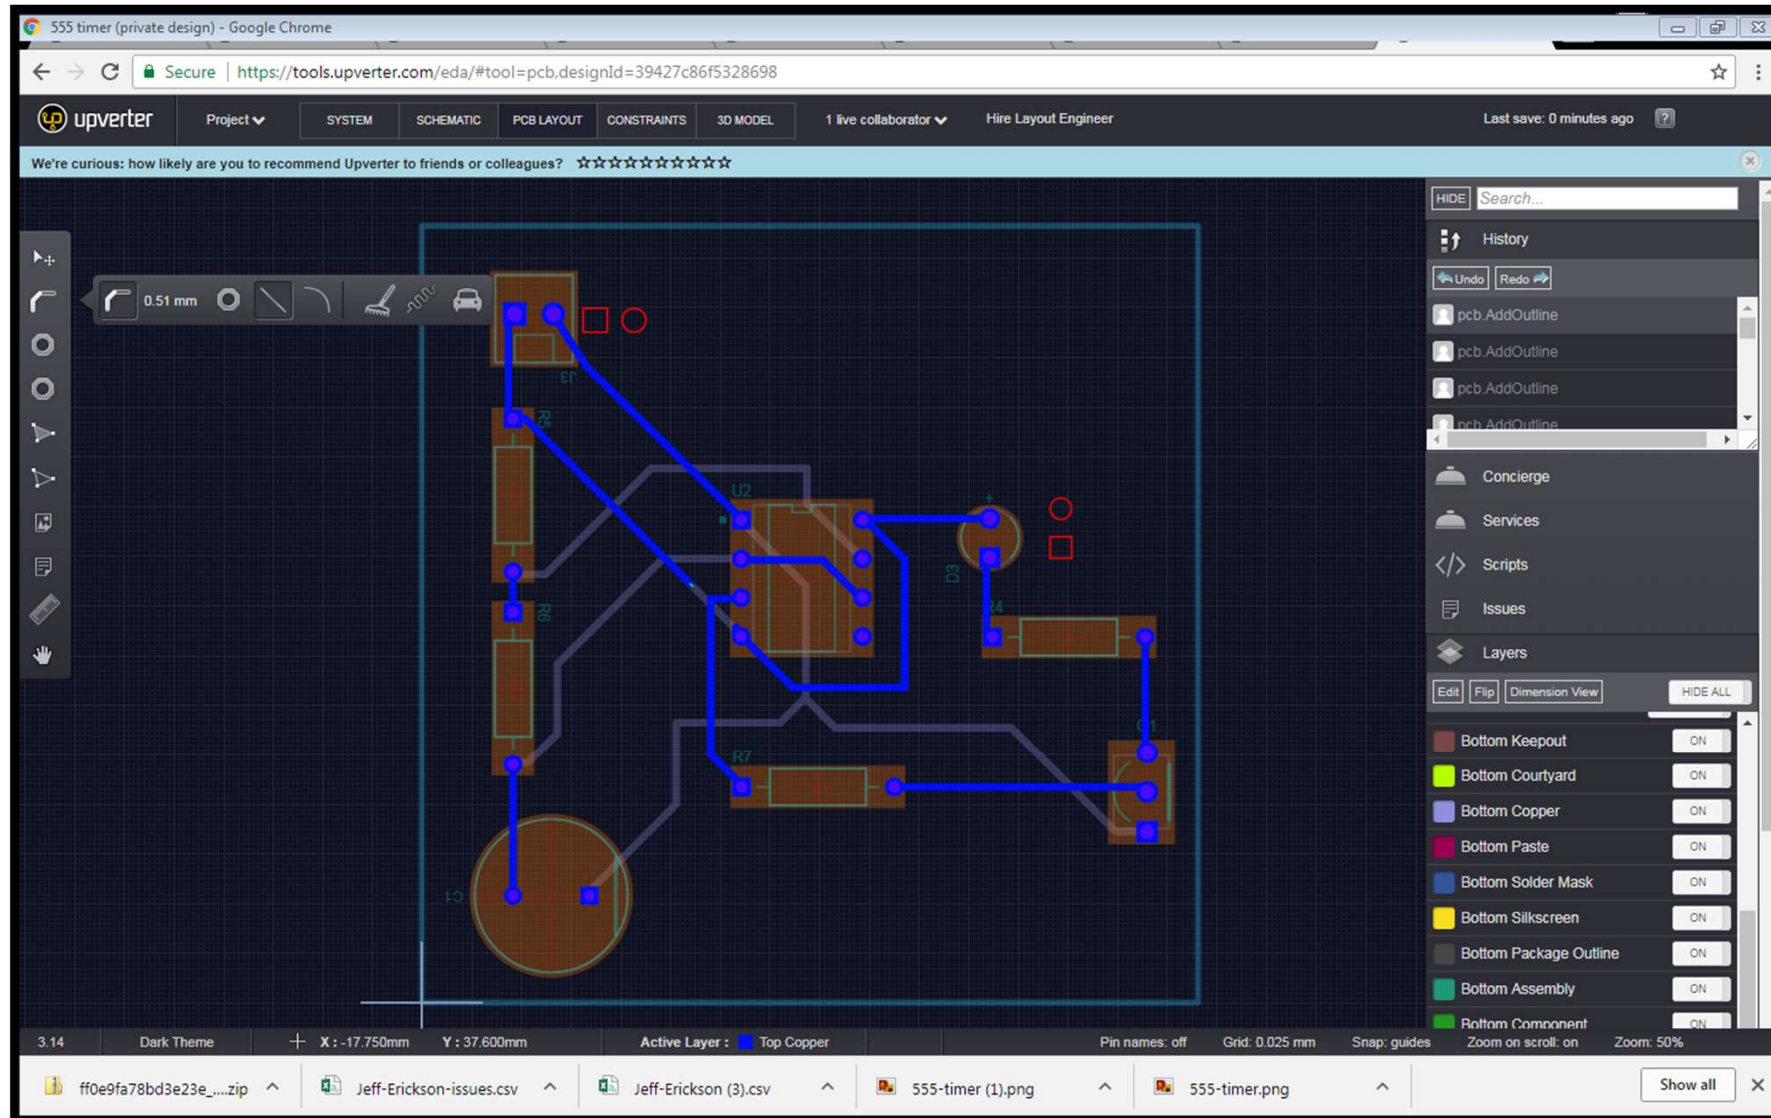 555 timer (private design) - Google Chrome
Secure | https://tools.upverter.com/eda/#tool=pcb,designId=39427c86f5328698
upverter Project SYSTEM SCHEMATIC PCB LAYOUT CONSTRAINTS 3D MODEL 1 live collaborator Hire Layout Engineer Last save: 0 minutes ago ?
We're curious: how likely are you to recommend Upverter to friends or colleagues?
HIDE Search...
History
0.51 mm
Undo Redo
pcb.AddOutline
pcb.AddOutline
pcb.AddOutline
pcb.AddOutline
J3
R5
Concierge
U2
+
Services
Scripts
D3
R6
Issues
Layers
Edit Flip Dimension View HIDE ALL
Bottom Keepout ON
R7
Bottom Courtyard ON
Bottom Copper ON
Bottom Paste ON
Bottom Solder Mask ON
C1
Bottom Silkscreen ON
Bottom Package Outline ON
Bottom Assembly ON
Bottom Component ON
3.14 Dark Theme X : -17.750mm Y : 37.600mm Active Layer : Top Copper Pin names: off Grid: 0.025 mm Snap: guides Zoom on scroll: on Zoom: 50%
ff0e9fa78bd3e23e_....zip Jeff-Erickson-issues.csv Jeff-Erickson (3).csv 555-timer (1).png 555-timer.png Show all